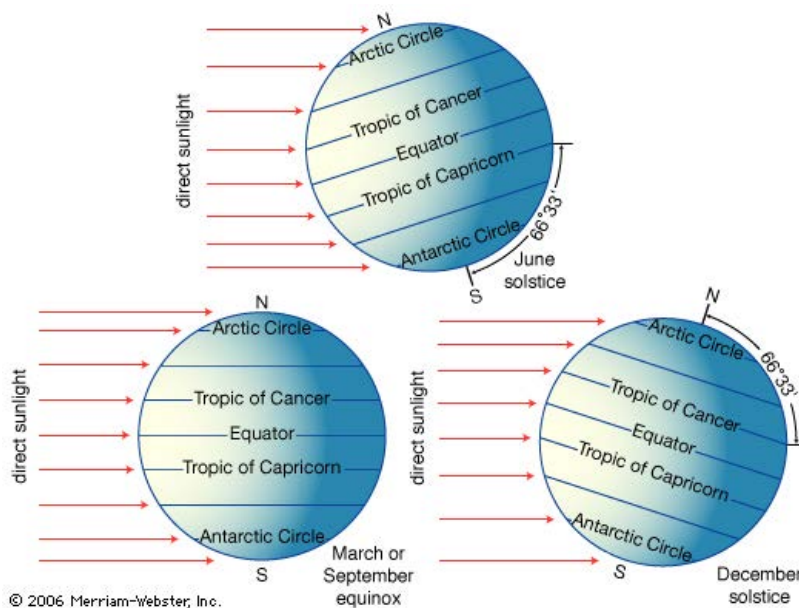 N
Arctic Circle
Tropic of Cancer
Equator
Tropic of Capricorn
Antarctic Circle
direct sunlight
66°33'
June
solstice
S
N
Arctic Circle
Tropic of Cancer
Equator
Tropic of Capricorn
Antarctic Circle
direct sunlight
S
March or
September
equinox
N
Arctic Circle
66°33'
Tropic of Cancer
Equator
Tropic of Capricorn
Antarctic Circle
direct sunlight
S
December
solstice
© 2006 Merriam-Webster, Inc.